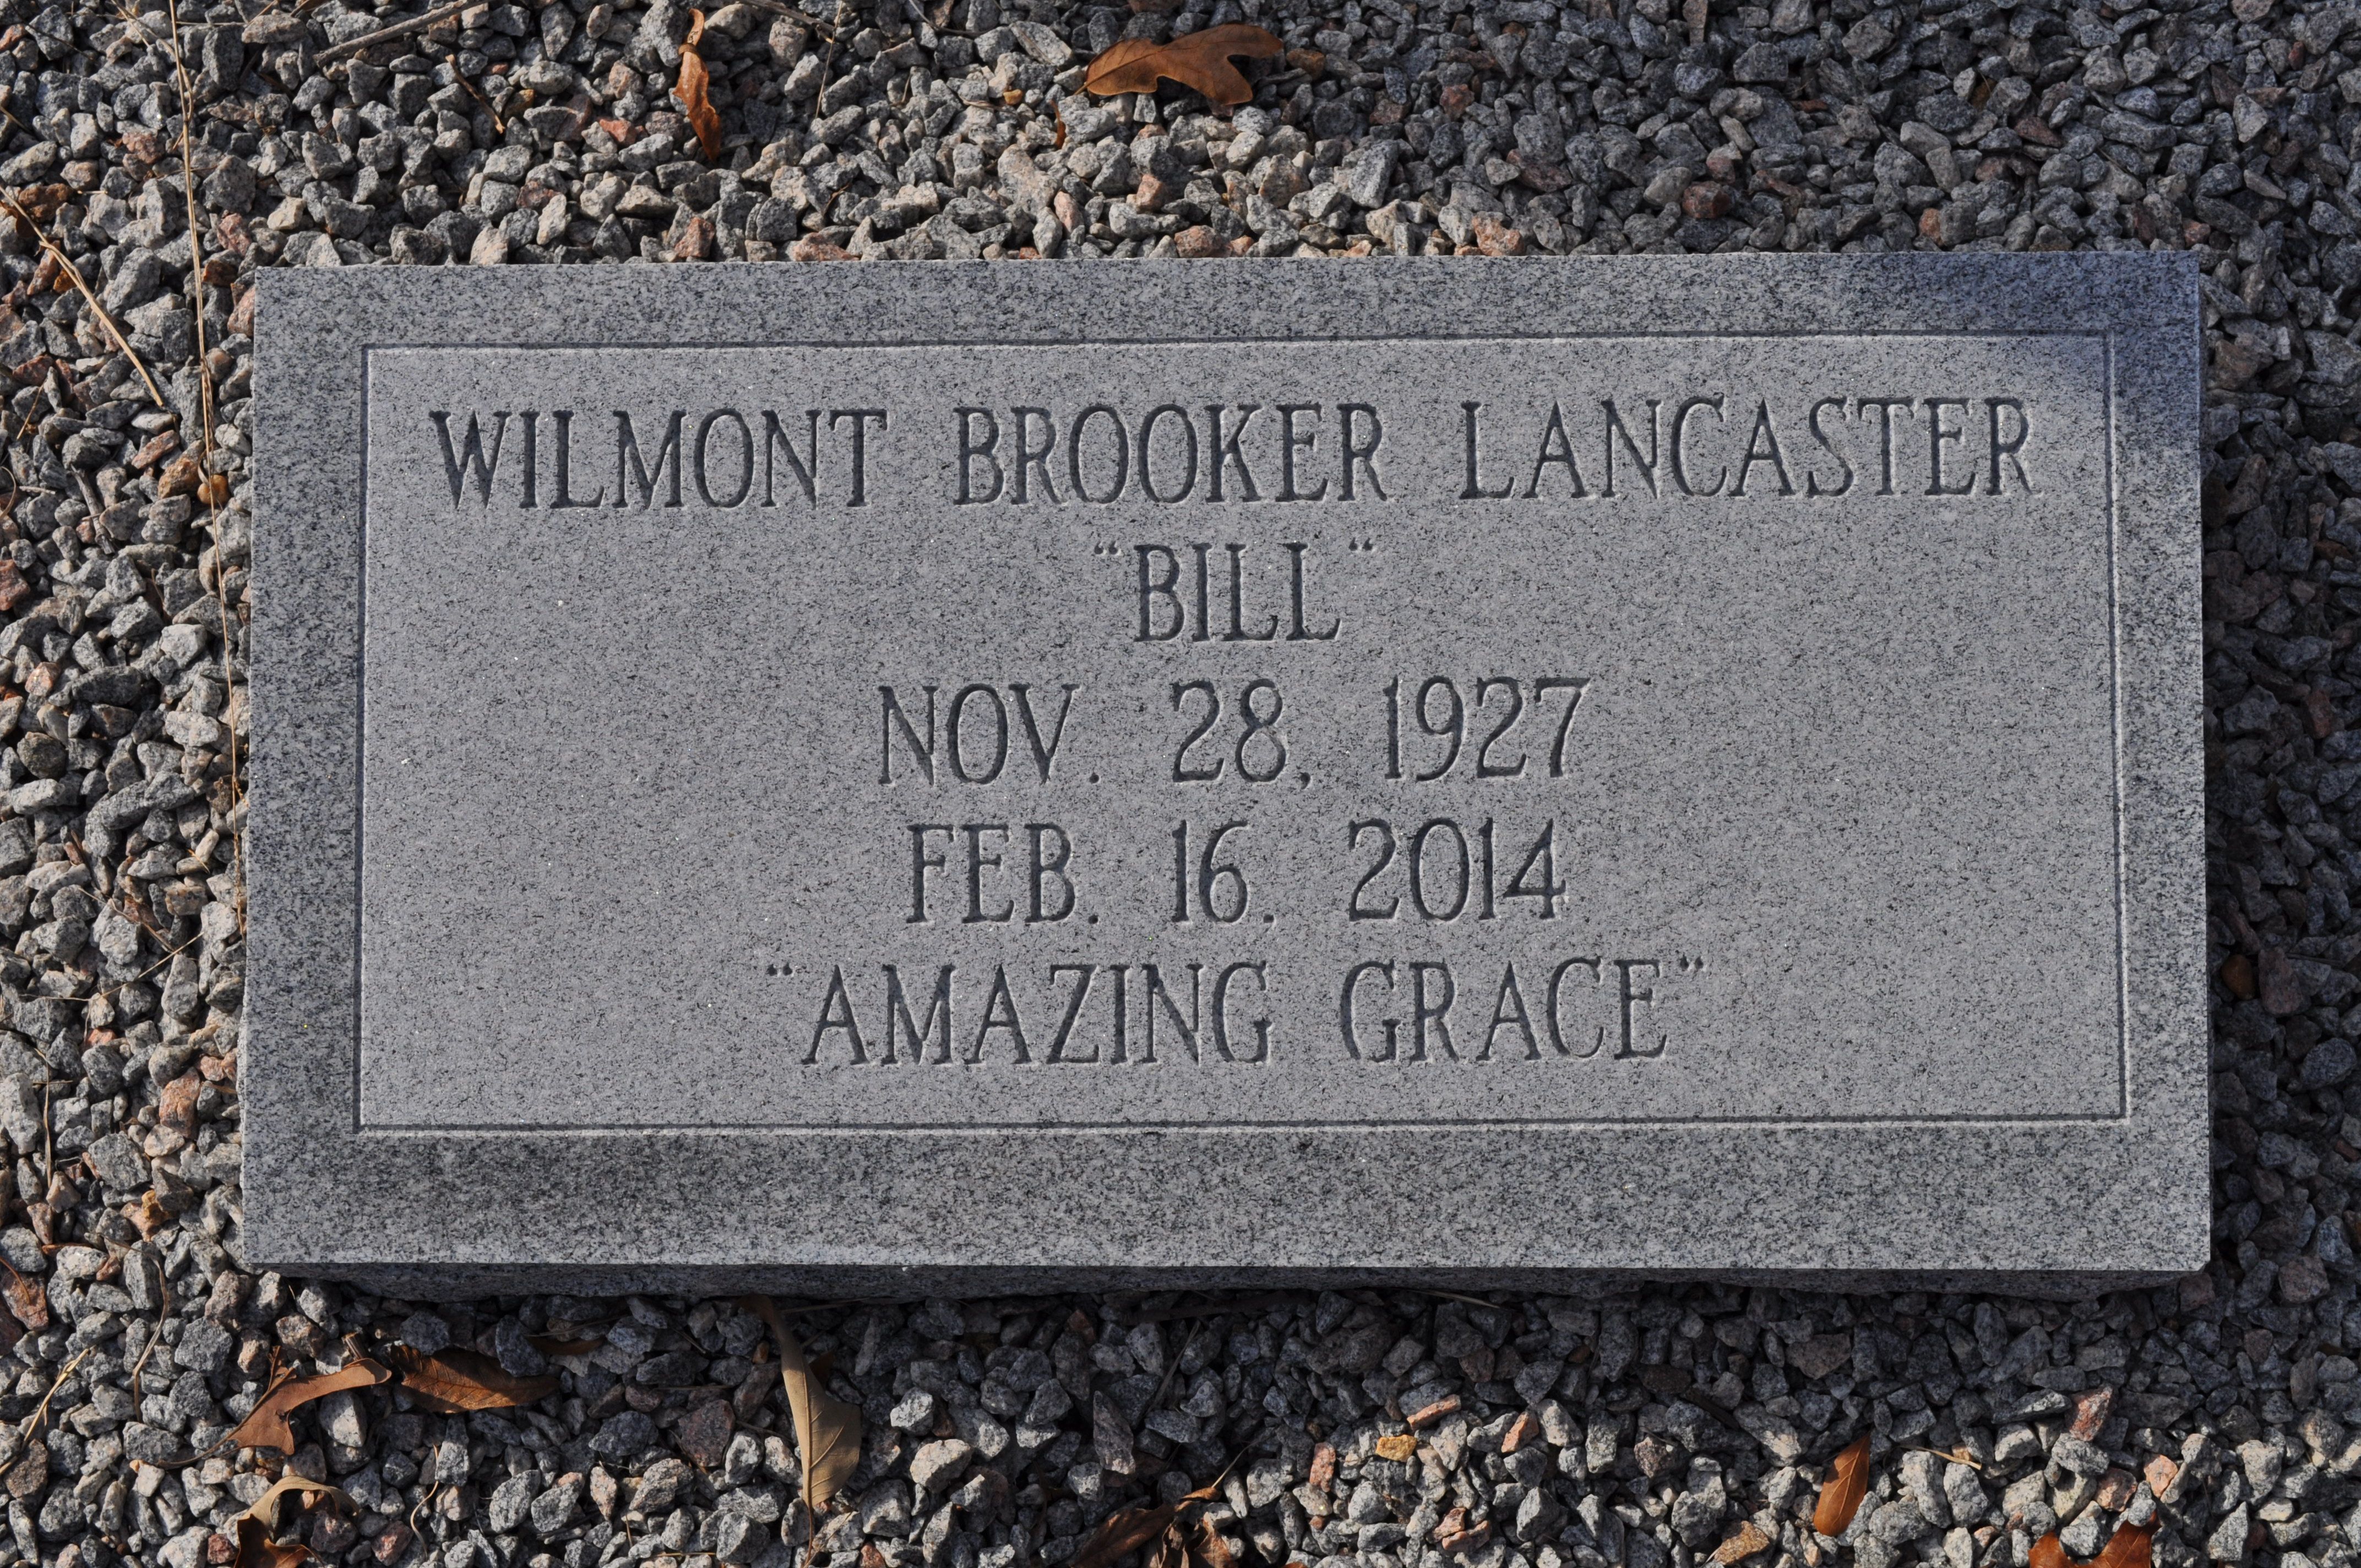 WILMONT BROOKER LANCASTER
“BILL“
NOV. 28, 1927
FEB. 16, 2014
“AMAZING GRACE”